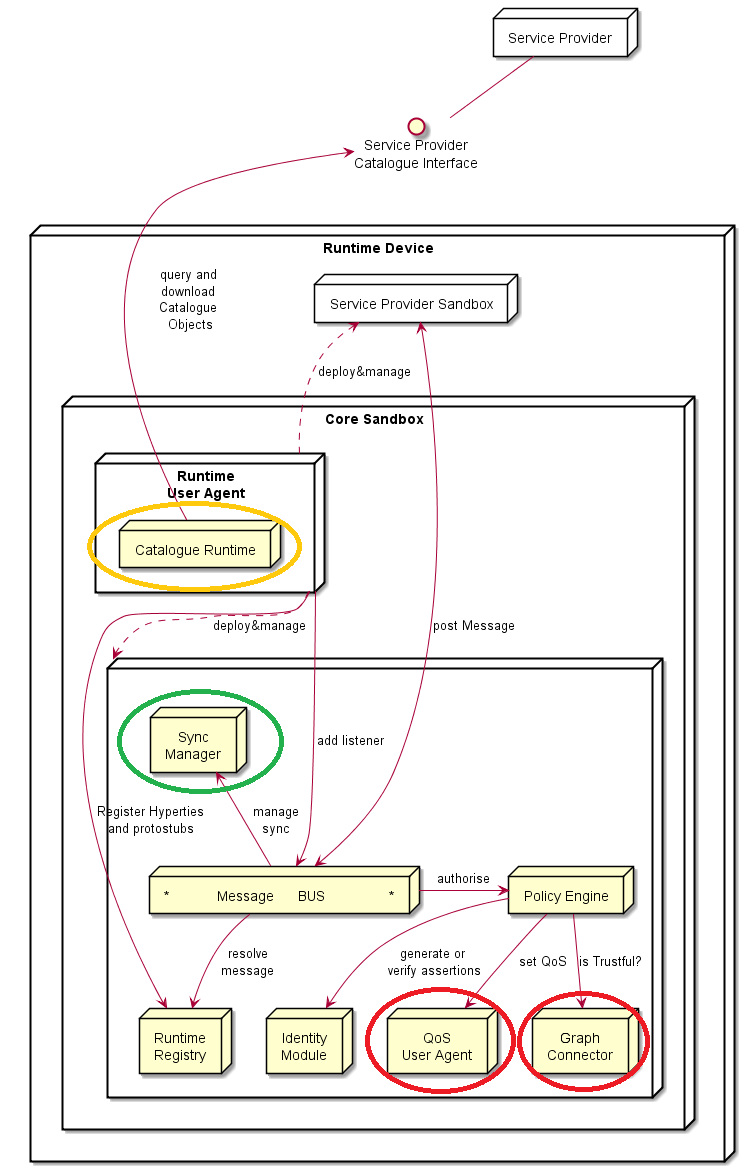 Service Provider
Service Provider
Catalogue Interface
Runtime Device
query and
download
Catalogue
Objects
Service Provider Sandbox
deploy&manage
Core Sandbox
Runtime
User Agent
Catalogue Runtime
deploy&manage
post Message
Sync
Manager
add listener
Register Hyperties
and protostubs
manage
sync
* Message BUS *
authorise
Policy Engine
resolve
message
generate or
verify assertions
set QoS
is Trustful?
Runtime
Registry
Identity
Module
QoS
User Agent
Graph
Connector